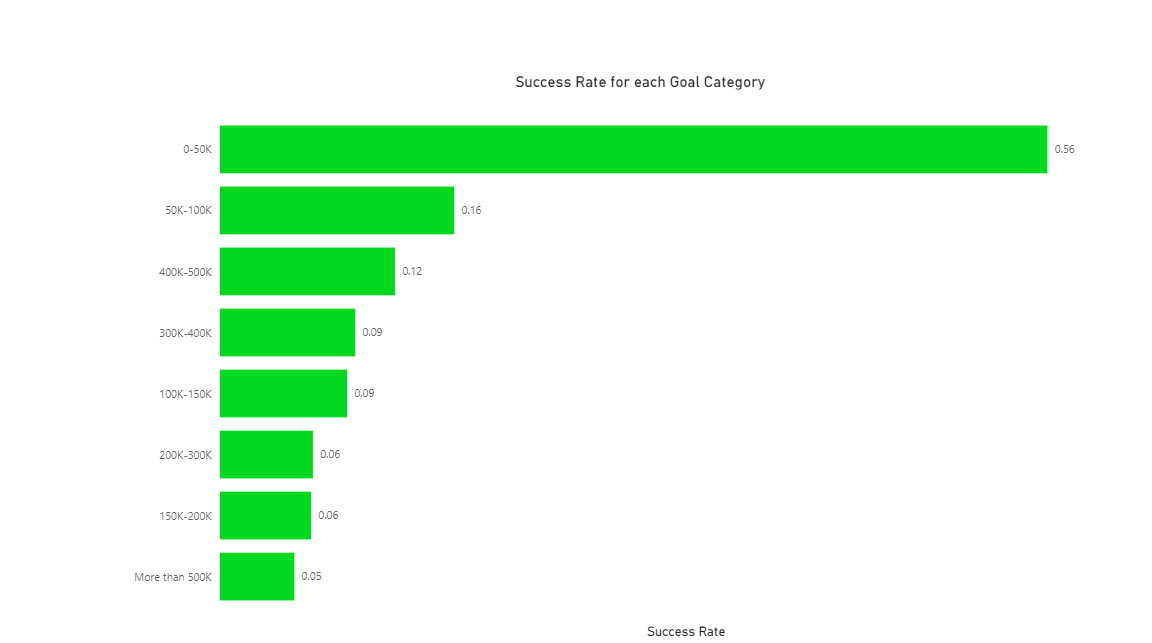 Success Rate for each Goal Category
0-50K 0.56
50K-100K 0.16
400K-500K 0.12
300K-400K 0.09
100K-150K 0.09
200K-300K 0.06
150K-200K 0.06
More than 500K 0.05
Success Rate